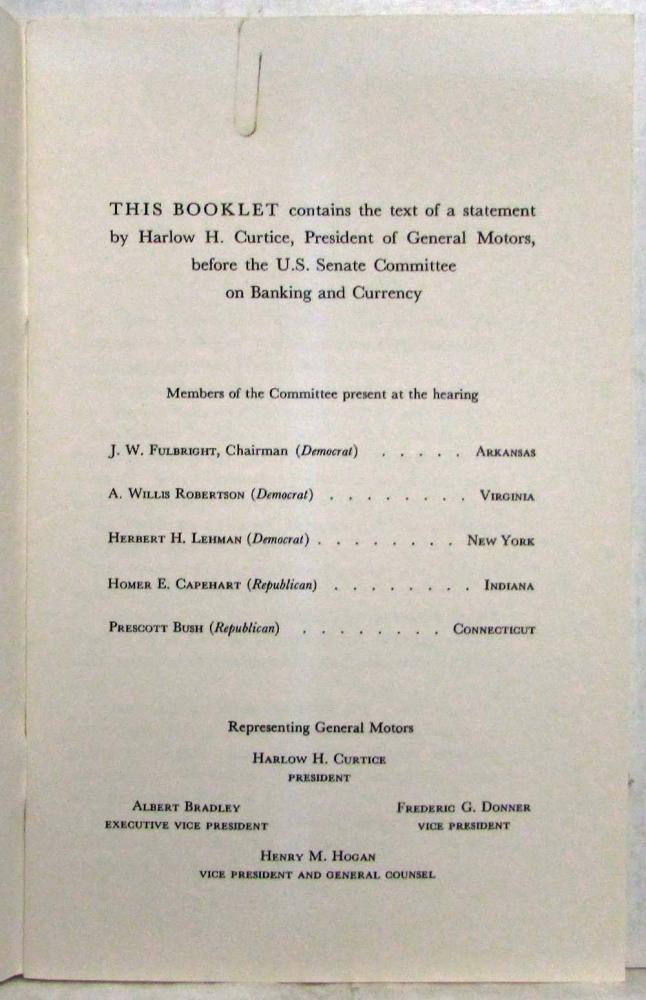 THIS BOOKLET contains the text of a statement
by Harlow H. Curtice, President of General Motors,
before the U.S. Senate Committee
on Banking and Currency
Members of the Committee present at the hearing
J. W. FULBRIGHT, Chairman (Democrat) . . . . . ARKANSAS
A. WILLIS ROBERTSON (Democrat) . . . . . . . . VIRGINIA
HERBERT H. LEHMAN (Democrat) . . . . . . . . NEW YORK
HOMER E. CAPEHART (Republican) . . . . . . . . INDIANA
PRESCOTT BUSH (Republican) . . . . . . . . CONNECTICUT
Representing General Motors
HARLOW H. CURTICE
PRESIDENT
ALBERT BRADLEY
EXECUTIVE VICE PRESIDENT
FREDERIC G. DONNER
VICE PRESIDENT
HENRY M. HOGAN
VICE PRESIDENT AND GENERAL COUNSEL